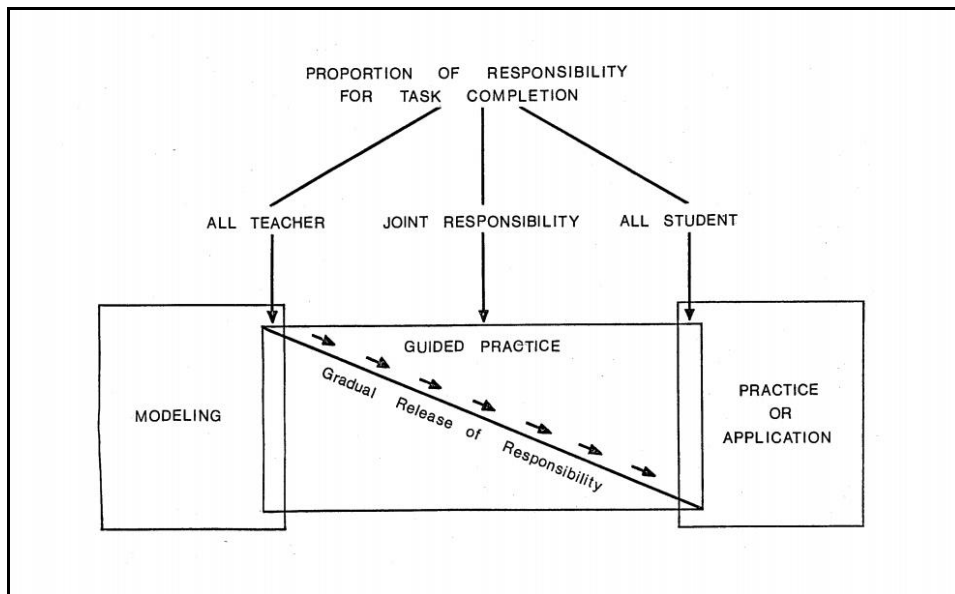 PROPORTION OF RESPONSIBILITY
FOR TASK COMPLETION
ALL TEACHER
JOINT RESPONSIBILITY
ALL STUDENT
GUIDED PRACTICE
Gradual Release of Responsibility
MODELING
PRACTICE
OR
APPLICATION